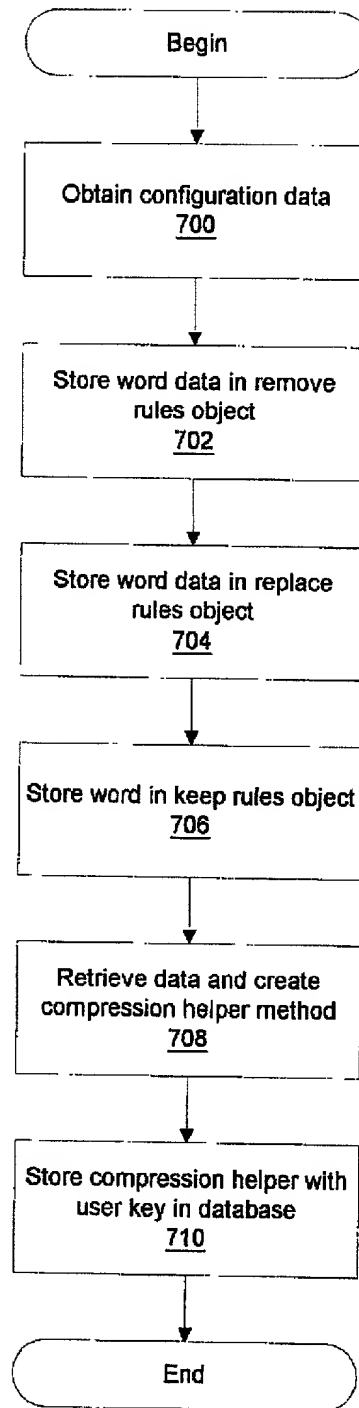 Begin
Obtain configuration data
700
Store word data in remove
rules object
702
Store word data in replace
rules object
704
Store word in keep rules object
706
Retrieve data and create
compression helper method
708
Store compression helper with
user key in database
710
End